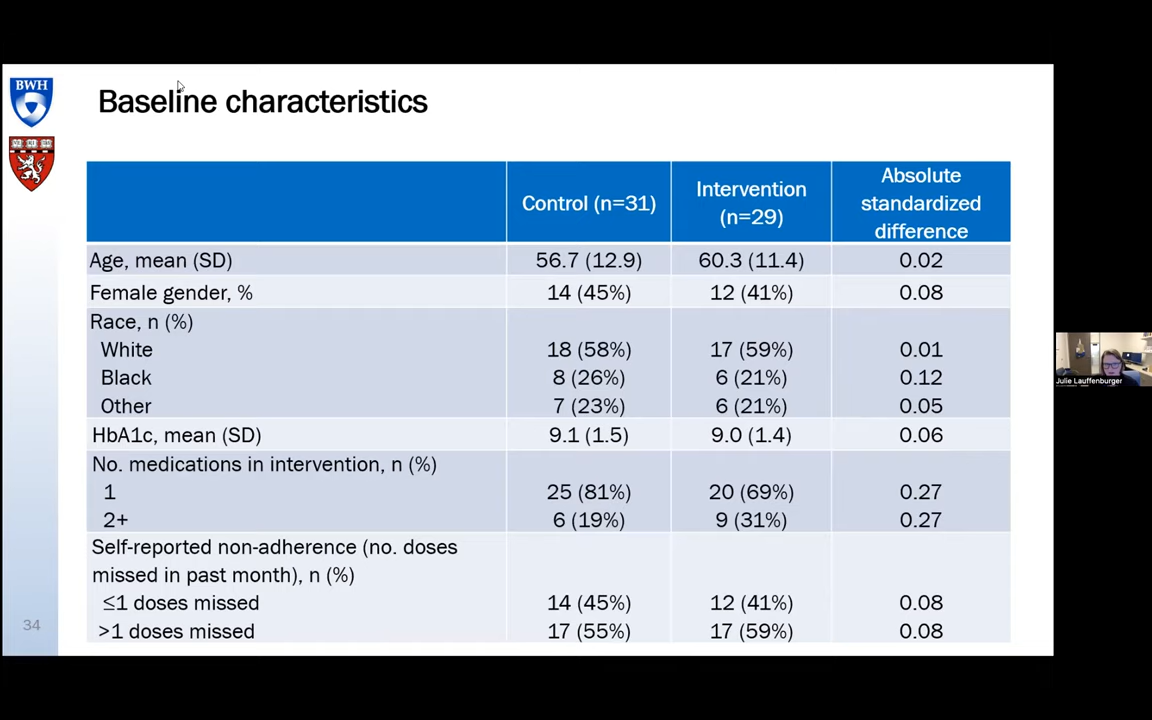 BWH
Baseline characteristics
Control (n=31)
Intervention
(n=29)
Absolute
standardized
difference
Age, mean (SD) 56.7 (12.9) 60.3 (11.4) 0.02
Female gender, % 14 (45%) 12 (41%) 0.08
Race, n (%)
White 18 (58%) 17 (59%) 0.01
Black 8 (26%) 6 (21%) 0.12
Other 7 (23%) 6 (21%) 0.05
HbA1c, mean (SD) 9.1 (1.5) 9.0 (1.4) 0.06
No. medications in intervention, n (%)
1 25 (81%) 20 (69%) 0.27
2+ 6 (19%) 9 (31%) 0.27
Self-reported non-adherence (no. doses
missed in past month), n (%)
≤1 doses missed 14 (45%) 12 (41%) 0.08
>1 doses missed 17 (55%) 17 (59%) 0.08
34
Julie Lauffenburger